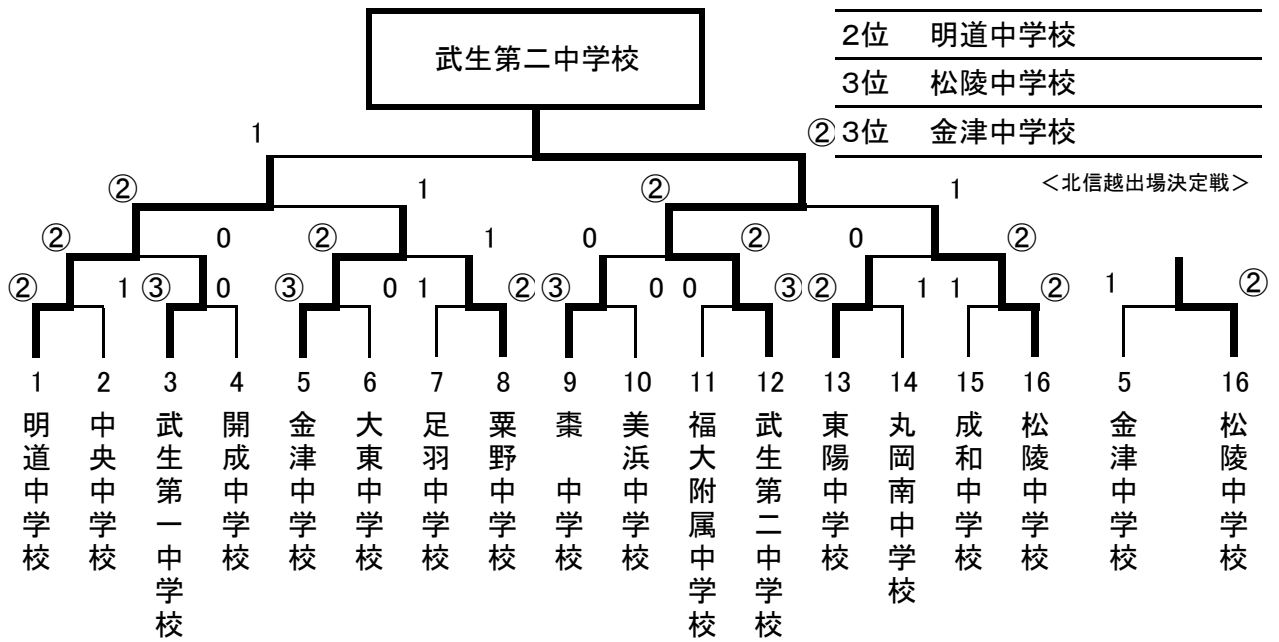 武生第二中学校
2位 明道中学校
3位 松陵中学校
3位 金津中学校
1 ②
＜北信越出場決定戦＞
② 1 ② 1
② 0 ② 1 0 ② 0 ②
② 1 ③ 0 ③ 0 1 ② ③ 0 0 ③ ② 1 1 ② 1 ②
1 2 3 4 5 6 7 8 9 10 11 12 13 14 15 16 5 16
明道中学校
中央中学校
武生第一中学校
開成中学校
金津中学校
大東中学校
足羽中学校
粟野中学校
棗 中学校
美浜中学校
福大附属中学校
武生第二中学校
東陽中学校
丸岡南中学校
成和中学校
松陵中学校
金津中学校
松陵中学校